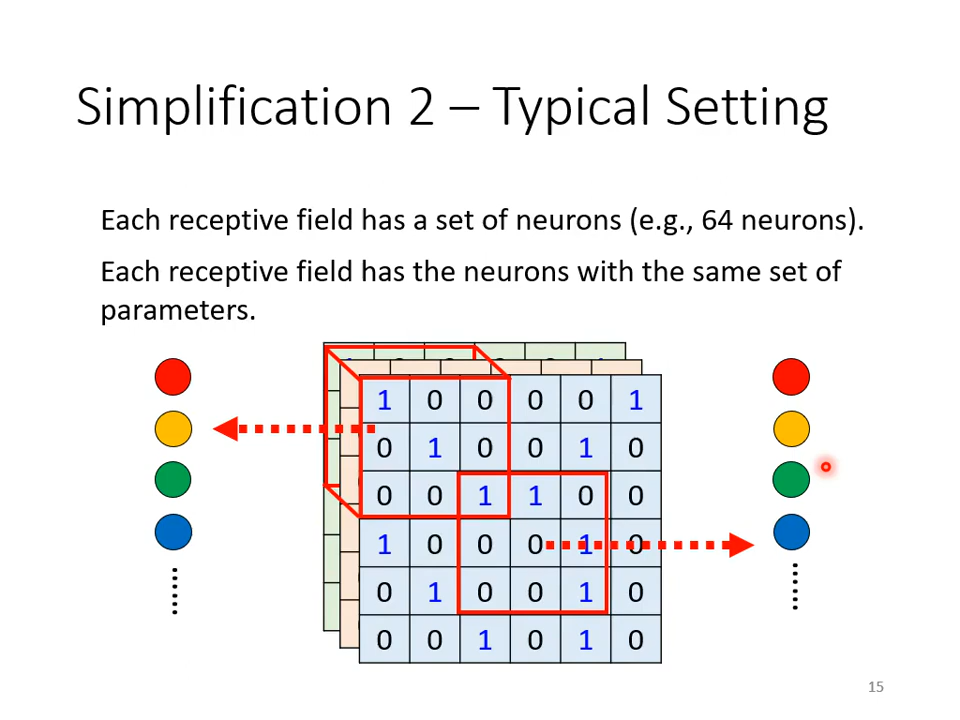 Simplification 2 – Typical Setting
Each receptive field has a set of neurons (e.g., 64 neurons).
Each receptive field has the neurons with the same set of
parameters.
1 0 0 0 0 1
0 1 0 0 1 0
0 0 1 1 0 0
1 0 0 0 1 0
0 1 0 0 1 0
0 0 1 0 1 0
15